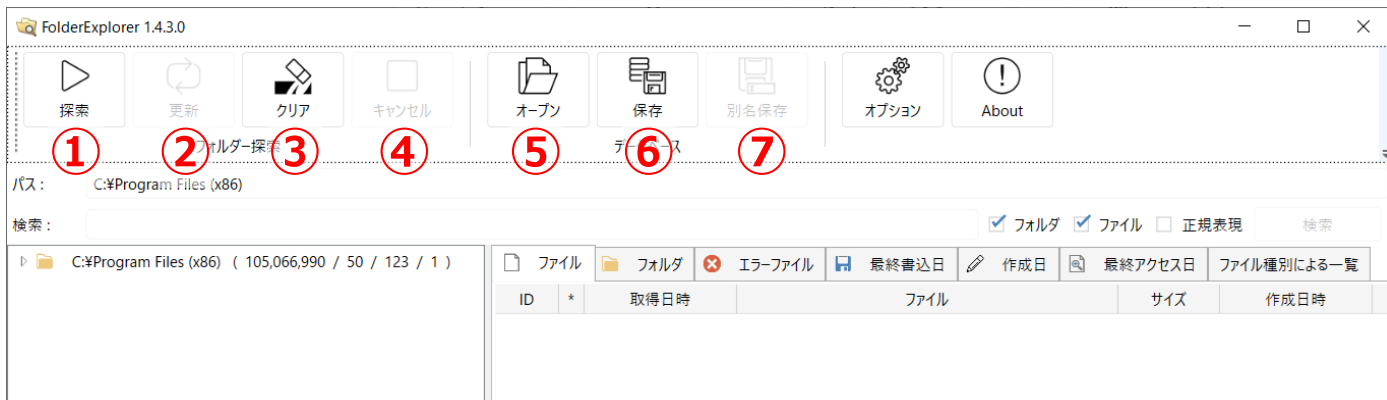 FolderExplorer 1.4.3.0
探索 更新 クリア キャンセル オープン 保存 別名保存 オプション About
① ② ③ ④ ⑤ ⑥ ⑦
フォルダー探索 データベース
パス : C:¥Program Files (x86)
検索 : フォルダ ファイル 正規表現 検索
C:¥Program Files (x86) ( 105,066,990 / 50 / 123 / 1 ) ファイル フォルダ エラーファイル 最終書込日 作成日 最終アクセス日 ファイル種別による一覧
ID * 取得日時 ファイル サイズ 作成日時